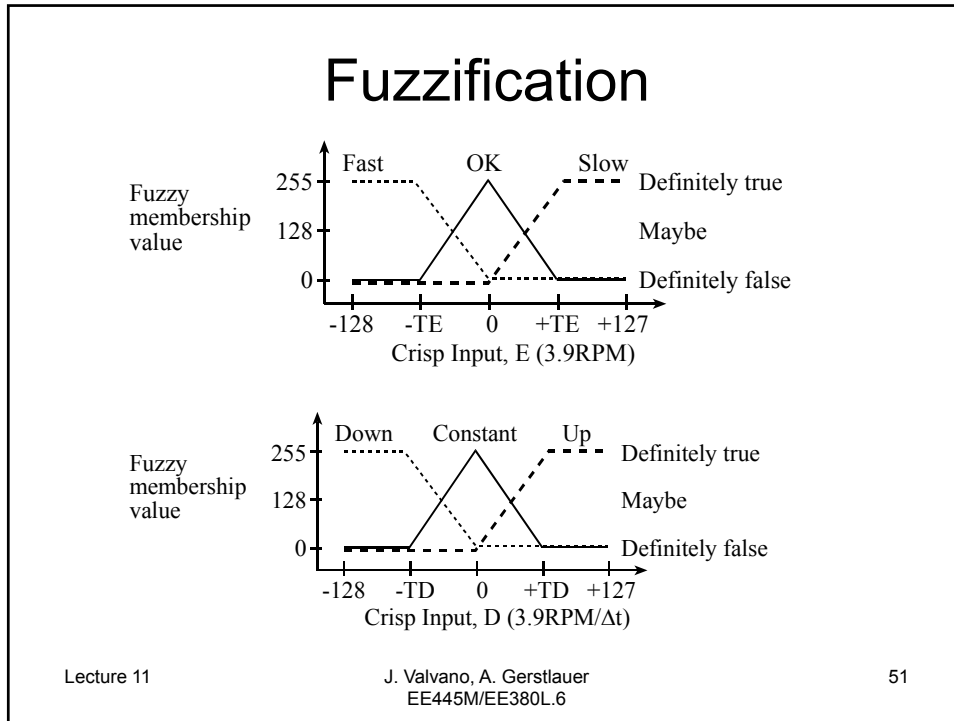 Fuzzification
Fast OK Slow
Fuzzy
membership
value
255
128
0
Definitely true
Maybe
Definitely false
-128 -TE 0 +TE +127
Crisp Input, E (3.9RPM)
Down Constant Up
Fuzzy
membership
value
255
128
0
Definitely true
Maybe
Definitely false
-128 -TD 0 +TD +127
Crisp Input, D (3.9RPM/Δt)
Lecture 11
J. Valvano, A. Gerstlauer
EE445M/EE380L.6
51